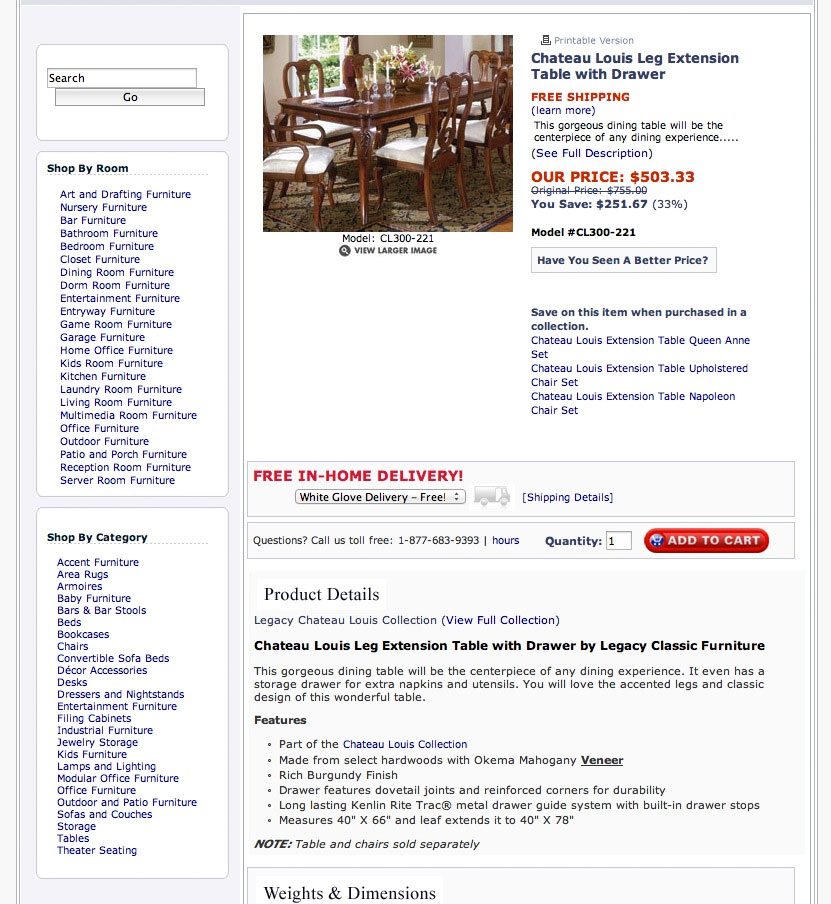 Search
Go
Shop By Room
Art and Drafting Furniture
Nursery Furniture
Bar Furniture
Bathroom Furniture
Bedroom Furniture
Closet Furniture
Dining Room Furniture
Dorm Room Furniture
Entertainment Furniture
Entryway Furniture
Game Room Furniture
Garage Furniture
Home Office Furniture
Kids Room Furniture
Kitchen Furniture
Laundry Room Furniture
Living Room Furniture
Multimedia Room Furniture
Office Furniture
Outdoor Furniture
Patio and Porch Furniture
Reception Room Furniture
Server Room Furniture
Shop By Category
Accent Furniture
Area Rugs
Armoires
Baby Furniture
Bars & Bar Stools
Beds
Bookcases
Chairs
Convertible Sofa Beds
Décor Accessories
Desks
Dressers and Nightstands
Entertainment Furniture
Filing Cabinets
Industrial Furniture
Jewelry Storage
Kids Furniture
Lamps and Lighting
Modular Office Furniture
Office Furniture
Outdoor and Patio Furniture
Sofas and Couches
Storage
Tables
Theater Seating
Model: CL300-221
VIEW LARGER IMAGE
Printable Version
Chateau Louis Leg Extension
Table with Drawer
FREE SHIPPING
(learn more)
This gorgeous dining table will be the
centerpiece of any dining experience.....
(See Full Description)
OUR PRICE: $503.33
Original Price: $755.00
You Save: $251.67 (33%)
Model #CL300-221
Have You Seen A Better Price?
Save on this item when purchased in a
collection.
Chateau Louis Extension Table Queen Anne
Set
Chateau Louis Extension Table Upholstered
Chair Set
Chateau Louis Extension Table Napoleon
Chair Set
FREE IN-HOME DELIVERY!
White Glove Delivery – Free! [Shipping Details]
Questions? Call us toll free: 1-877-683-9393 | hours Quantity: 1 ADD TO CART
Product Details
Legacy Chateau Louis Collection (View Full Collection)
Chateau Louis Leg Extension Table with Drawer by Legacy Classic Furniture
This gorgeous dining table will be the centerpiece of any dining experience. It even has a
storage drawer for extra napkins and utensils. You will love the accented legs and classic
design of this wonderful table.
Features
• Part of the Chateau Louis Collection
• Made from select hardwoods with Okema Mahogany Veneer
• Rich Burgundy Finish
• Drawer features dovetail joints and reinforced corners for durability
• Long lasting Kenlin Rite Trac® metal drawer guide system with built-in drawer stops
• Measures 40" X 66" and leaf extends it to 40" X 78"
NOTE: Table and chairs sold separately
Weights & Dimensions